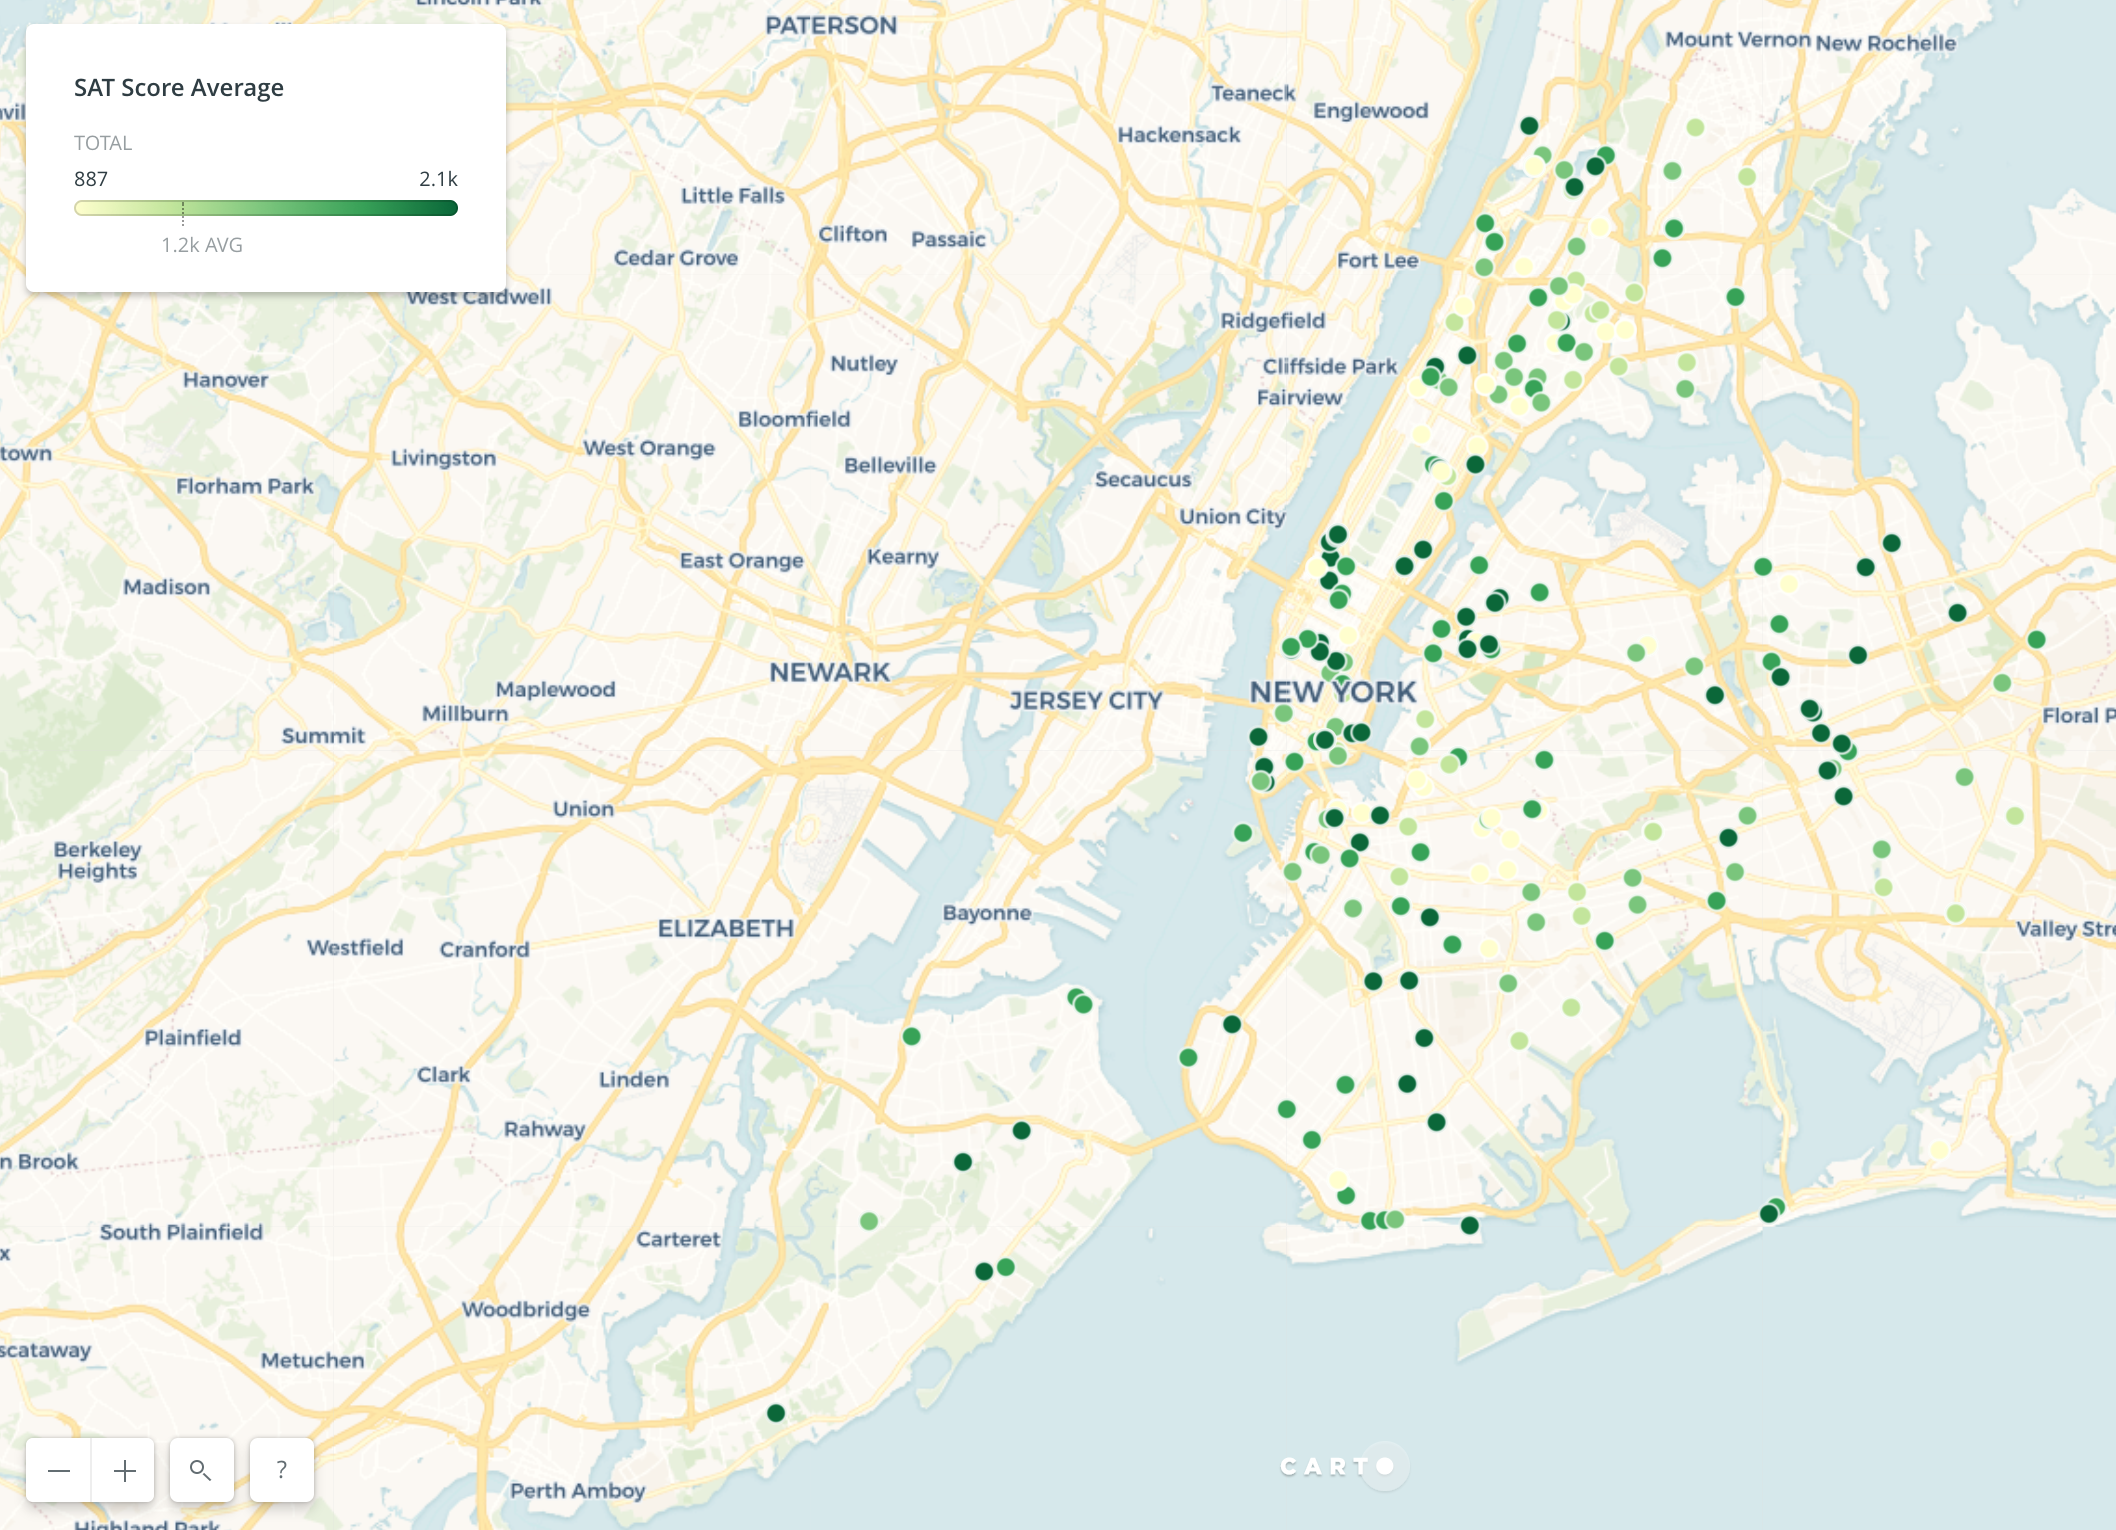 PATERSON
Mount Vernon
New Rochelle
SAT Score Average
TOTAL
887
2.1k
1.2k AVG
Teaneck
Englewood
Hackensack
Little Falls
Clifton
Passaic
Cedar Grove
Fort Lee
West Caldwell
Ridgefield
Nutley
Cliffside Park
Hanover
Fairview
Bloomfield
West Orange
town
Livingston
Belleville
Secaucus
Florham Park
Union City
East Orange
Kearny
Madison
NEWARK
Maplewood
JERSEY CITY
NEW YORK
Millburn
Floral P
Summit
Union
Berkeley
Heights
Bayonne
ELIZABETH
Valley Stre
Westfield
Cranford
Plainfield
Clark
Linden
Rahway
n Brook
South Plainfield
Carteret
x
Woodbridge
scataway
Metuchen
CARTO
?
Perth Amboy
Highland Park